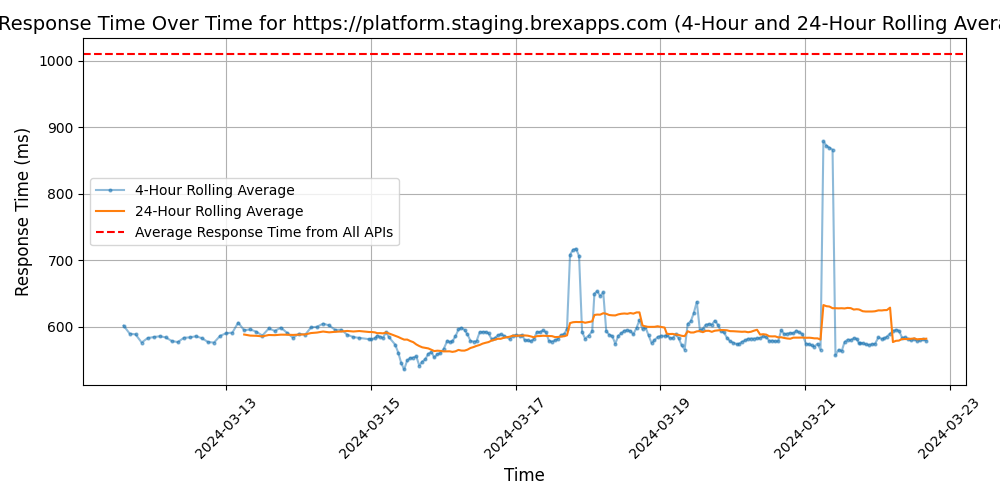 Response Time Over Time for https://platform.staging.brexapps.com (4-Hour and 24-Hour Rolling Avera
Response Time (ms)
1000
900
800
700
600
4-Hour Rolling Average
24-Hour Rolling Average
Average Response Time from All APIs
2024-03-13
2024-03-15
2024-03-17
2024-03-19
2024-03-21
2024-03-23
Time